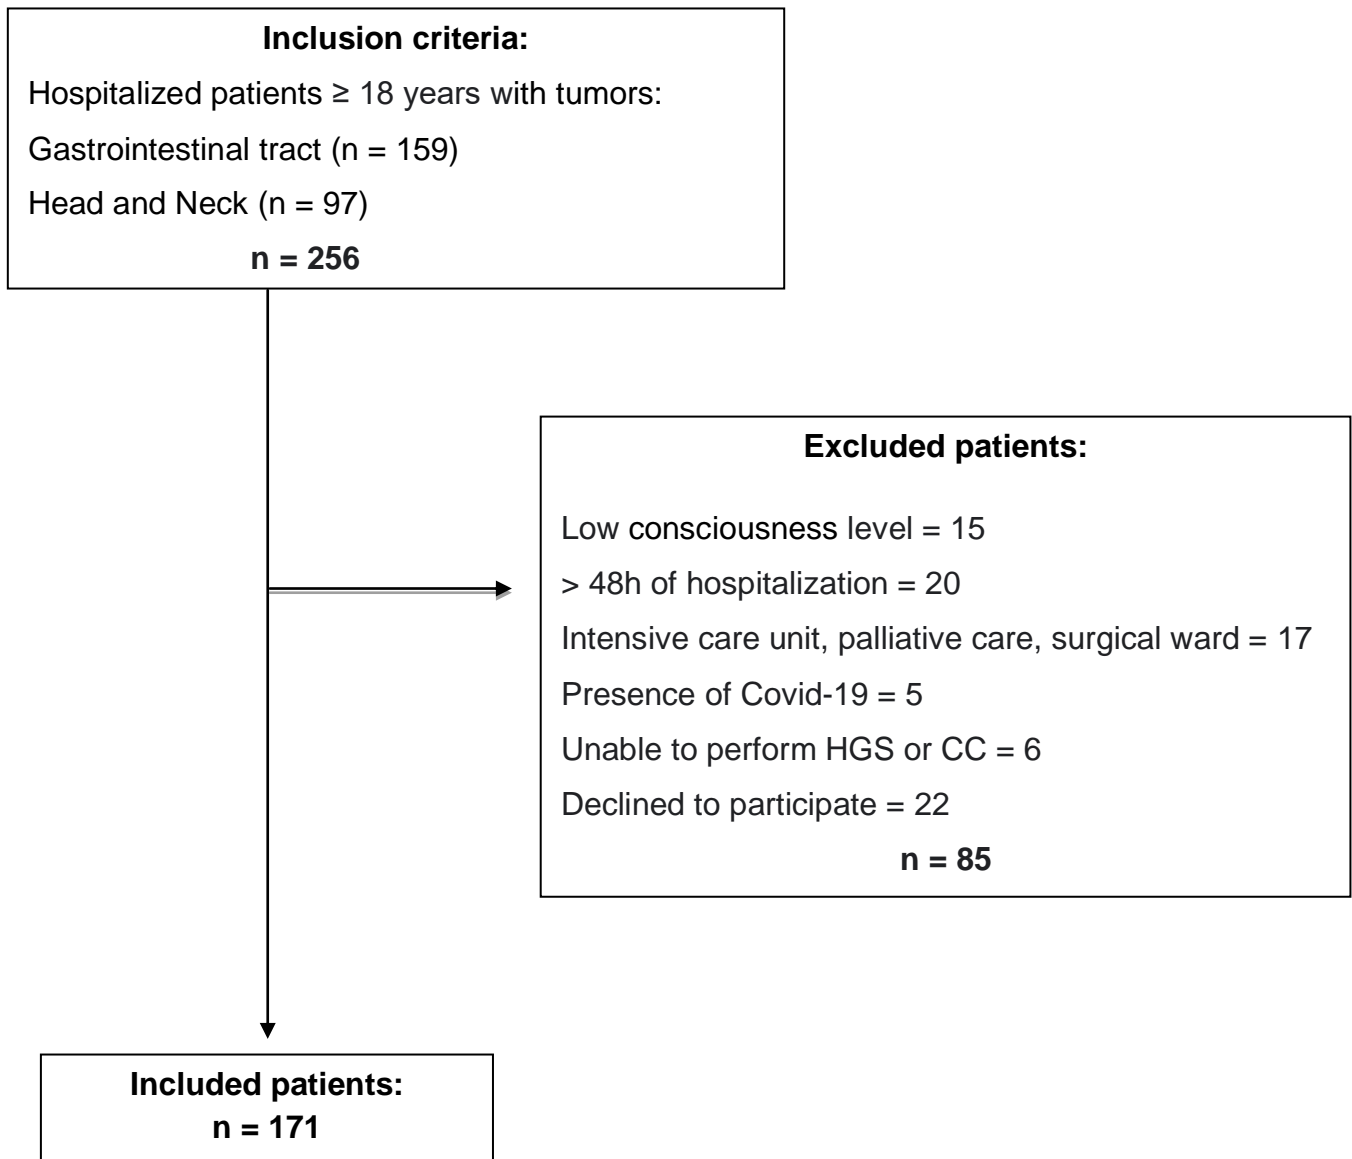 Inclusion criteria:
Hospitalized patients ≥ 18 years with tumors:
Gastrointestinal tract (n = 159)
Head and Neck (n = 97)
n = 256
Excluded patients:
Low consciousness level = 15
> 48h of hospitalization = 20
Intensive care unit, palliative care, surgical ward = 17
Presence of Covid-19 = 5
Unable to perform HGS or CC = 6
Declined to participate = 22
n = 85
Included patients:
n = 171